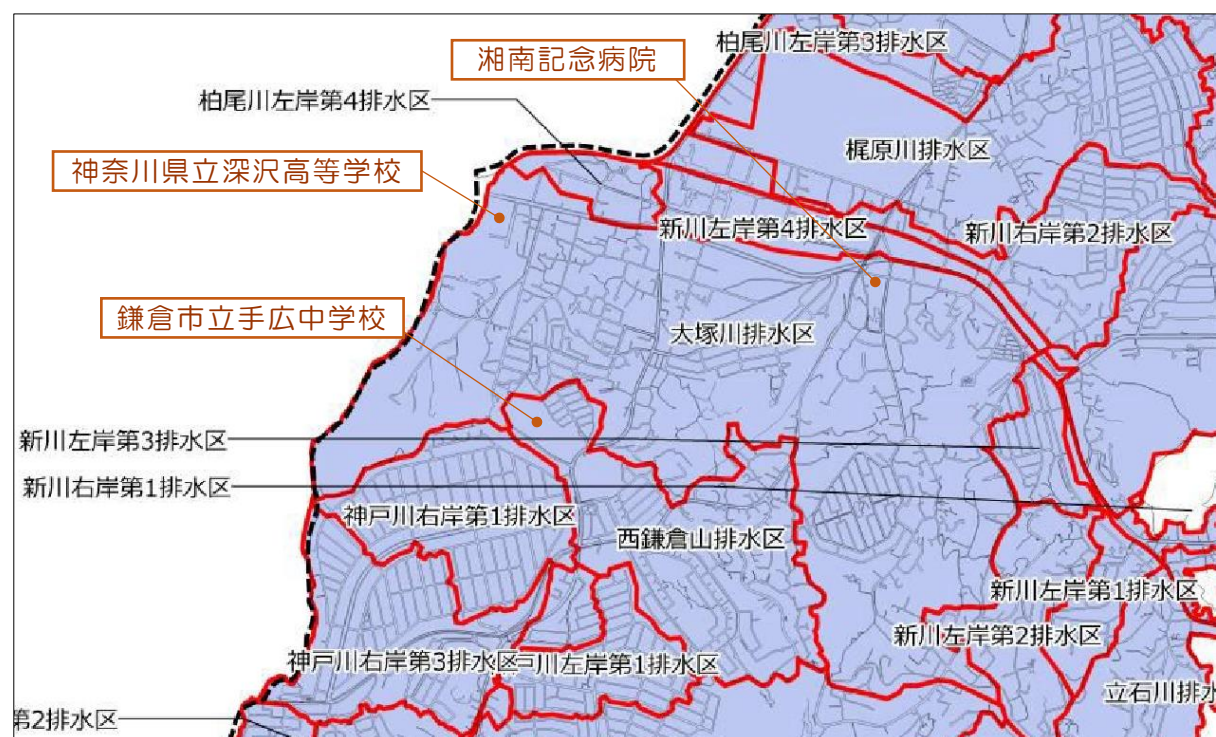 柏尾川左岸第3排水区
湘南記念病院
柏尾川左岸第4排水区
梶原川排水区
神奈川県立深沢高等学校
新川左岸第4排水区
新川右岸第2排水区
鎌倉市立手広中学校
大塚川排水区
新川左岸第3排水区
新川右岸第1排水区
神戸川右岸第1排水区
西鎌倉山排水区
新川左岸第1排水区
新川左岸第2排水区
神戸川右岸第3排水区
戸川左岸第1排水区
立石川排水
第2排水区